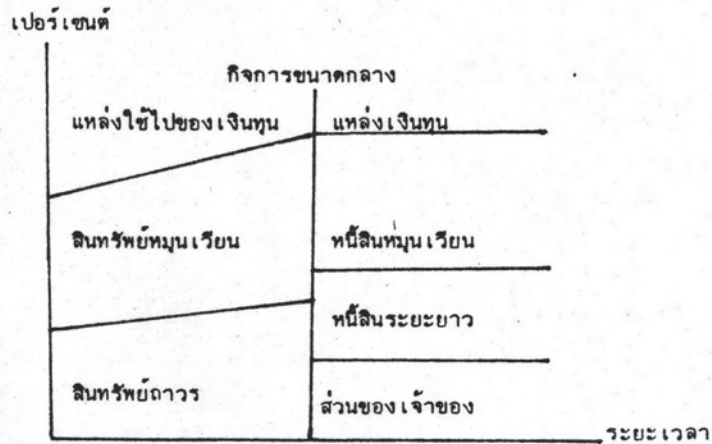 เปอร์เซนต์
กิจการขนาดกลาง
แหล่งใช้ไปของเงินทุน แหล่งเงินทุน
สินทรัพย์หมุนเวียน หนี้สินหมุนเวียน
หนี้สินระยะยาว
สินทรัพย์ถาวร ส่วนของเจ้าของ
ระยะเวลา